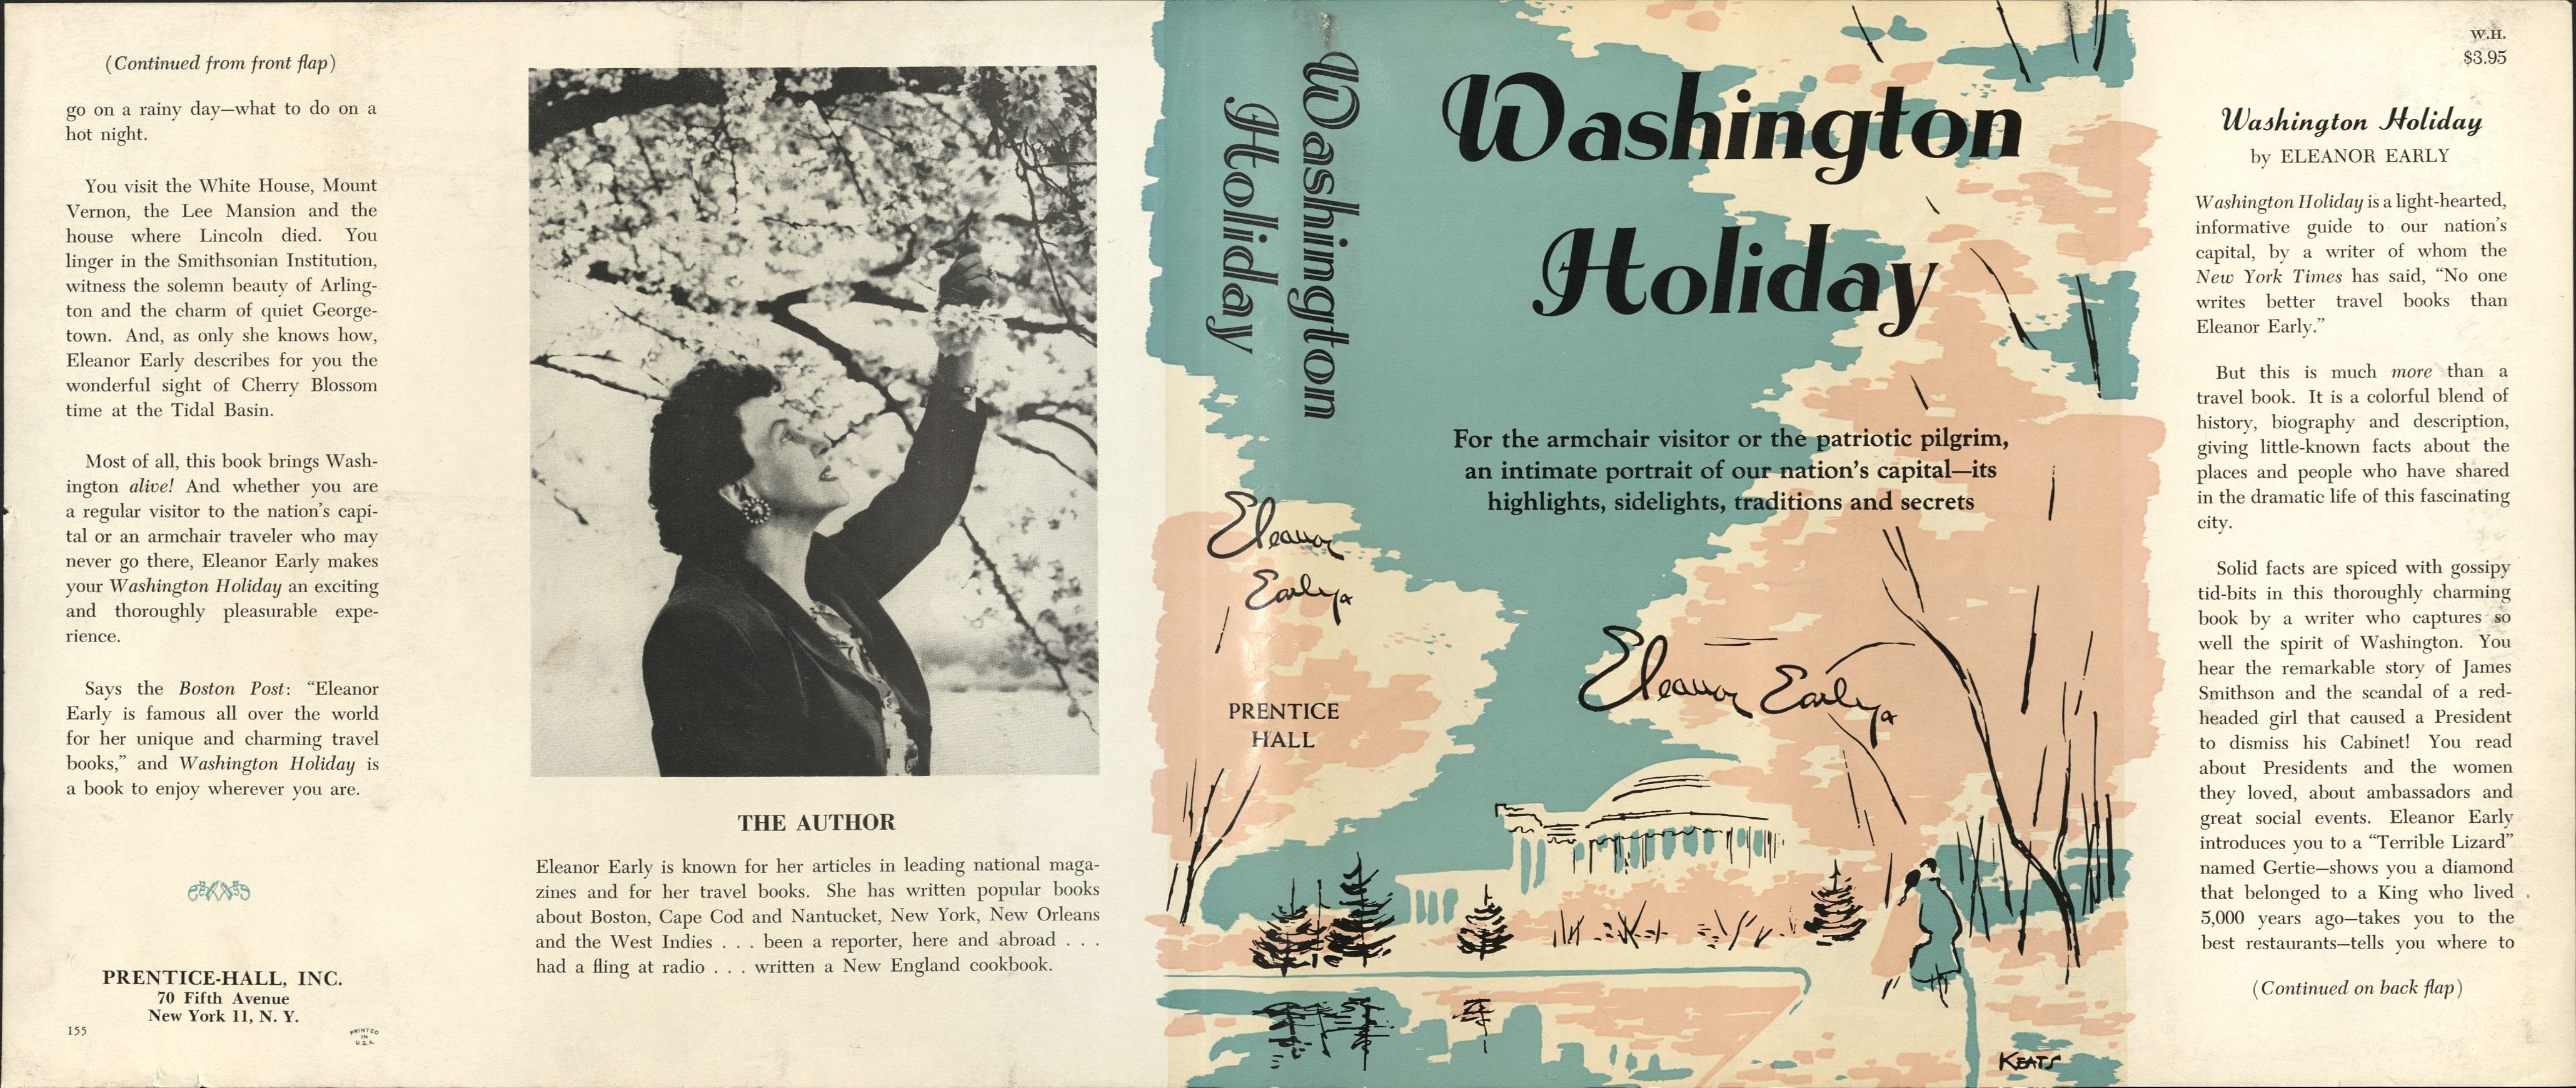 (Continued from front flap)
go on a rainy day—what to do on a
hot night.
You visit the White House, Mount
Vernon, the Lee Mansion and the
house where Lincoln died. You
linger in the Smithsonian Institution,
witness the solemn beauty of Arling-
ton and the charm of quiet George-
town. And, as only she knows how,
Eleanor Early describes for you the
wonderful sight of Cherry Blossom
time at the Tidal Basin.
Most of all, this book brings Wash-
ington alive! And whether you are
a regular visitor to the nation's capi-
tal or an armchair traveler who may
never go there, Eleanor Early makes
your Washington Holiday an exciting
and thoroughly pleasurable expe-
rience.
Says the Boston Post: “Eleanor
Early is famous all over the world
for her unique and charming travel
books,” and Washington Holiday is
a book to enjoy wherever you are.
PRENTICE-HALL, INC.
70 Fifth Avenue
New York 11, N. Y.
155
PRINTED
IN
U.S.A.
THE AUTHOR
Eleanor Early is known for her articles in leading national maga-
zines and for her travel books. She has written popular books
about Boston, Cape Cod and Nantucket, New York, New Orleans
and the West Indies . . . been a reporter, here and abroad . . .
had a fling at radio . . . written a New England cookbook.
Washington
Holiday
Eleanor
Early
PRENTICE
HALL
Washington
Holiday
For the armchair visitor or the patriotic pilgrim,
an intimate portrait of our nation's capital—its
highlights, sidelights, traditions and secrets
Eleanor Early
KEATS
W.H.
$3.95
Washington Holiday
by ELEANOR EARLY
Washington Holiday is a light-hearted,
informative guide to our nation's
capital, by a writer of whom the
New York Times has said, “No one
writes better travel books than
Eleanor Early.”
But this is much more than a
travel book. It is a colorful blend of
history, biography and description,
giving little-known facts about the
places and people who have shared
in the dramatic life of this fascinating
city.
Solid facts are spiced with gossipy
tid-bits in this thoroughly charming
book by a writer who captures so
well the spirit of Washington. You
hear the remarkable story of James
Smithson and the scandal of a red-
headed girl that caused a President
to dismiss his Cabinet! You read
about Presidents and the women
they loved, about ambassadors and
great social events. Eleanor Early
introduces you to a “Terrible Lizard”
named Gertie—shows you a diamond
that belonged to a King who lived
5,000 years ago—takes you to the
best restaurants—tells you where to
(Continued on back flap)